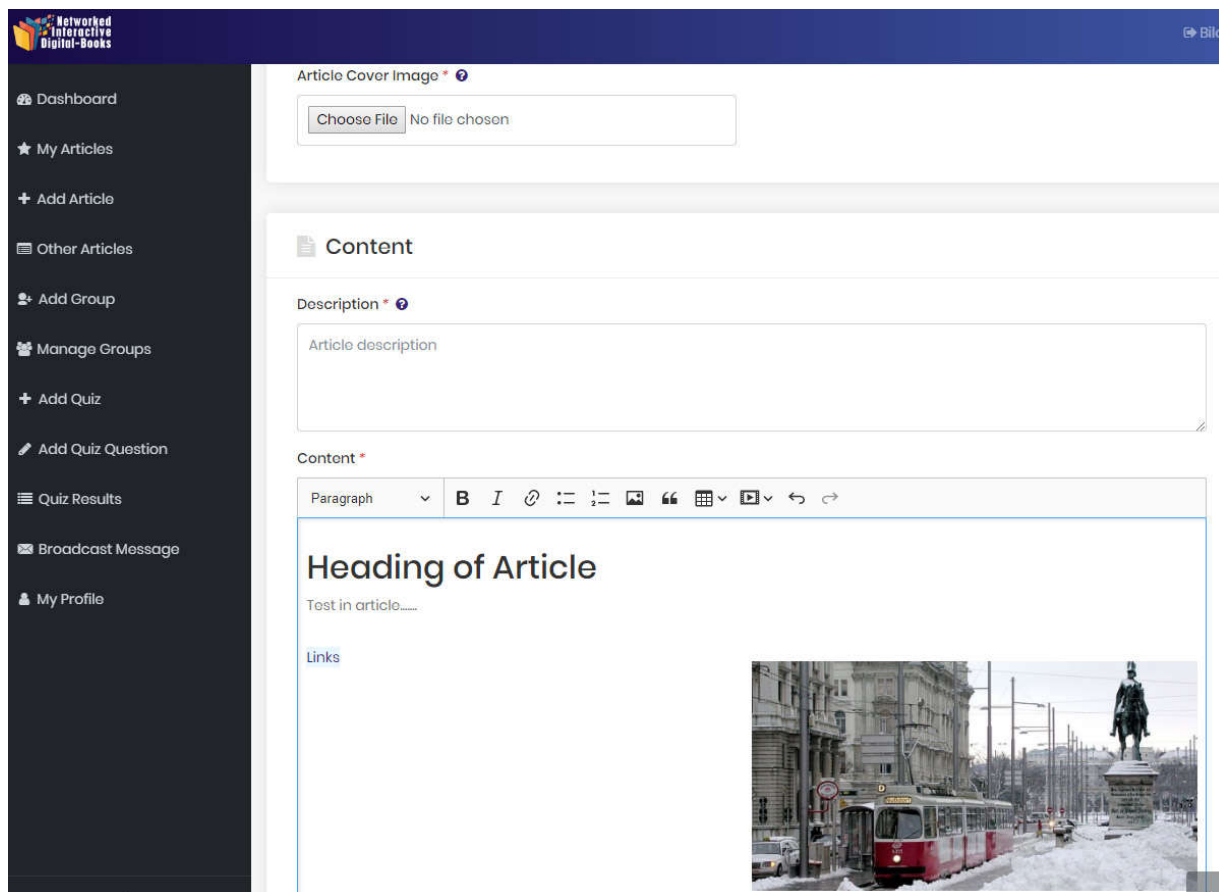 Networked
Interactive
Digital-Books
Bild
Dashboard
My Articles
Add Article
Other Articles
Add Group
Manage Groups
Add Quiz
Add Quiz Question
Quiz Results
Broadcast Message
My Profile
Article Cover Image *
Choose File No file chosen
Content
Description *
Article description
Content *
Paragraph
Heading of Article
Test in article......
Links
D